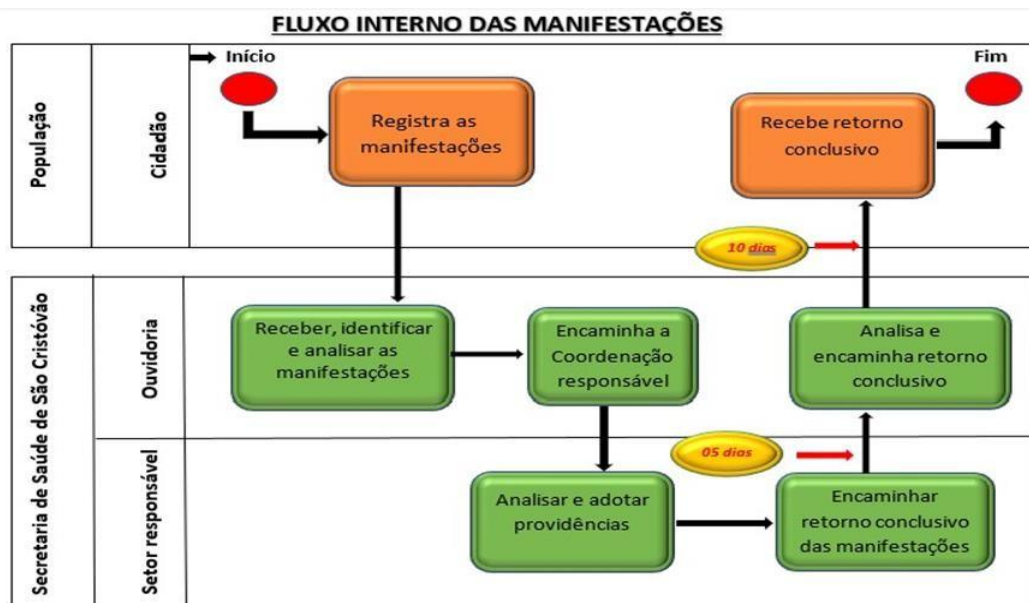 FLUXO INTERNO DAS MANIFESTAÇÕES
População
Cidadão
Início
Registra as
manifestações
Recebe retorno
conclusivo
Fim
10 dias
Secretaria de Saúde de São Cristóvão
Ouvidoria
Receber, identificar
e analisar as
manifestações
Encaminha a
Coordenação
responsável
Analisa e
encaminha retorno
conclusivo
Setor responsável
05 dias
Analisar e adotar
providências
Encaminhar
retorno conclusivo
das manifestações